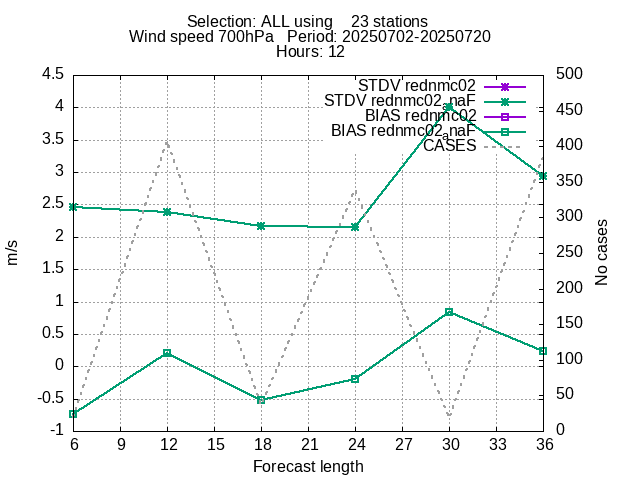 Selection: ALL using    23 stations
Wind speed 700hPa   Period: 20250702-20250720
Hours: 12
STDV rednmc02
STDV rednmc02_anaF
BIAS rednmc02
BIAS rednmc02_anaF
CASES
4.5
4
3.5
3
2.5
2
1.5
1
0.5
0
-0.5
-1
m/s
500
450
400
350
300
250
200
150
100
50
0
No cases
6 9 12 15 18 21 24 27 30 33 36
Forecast length